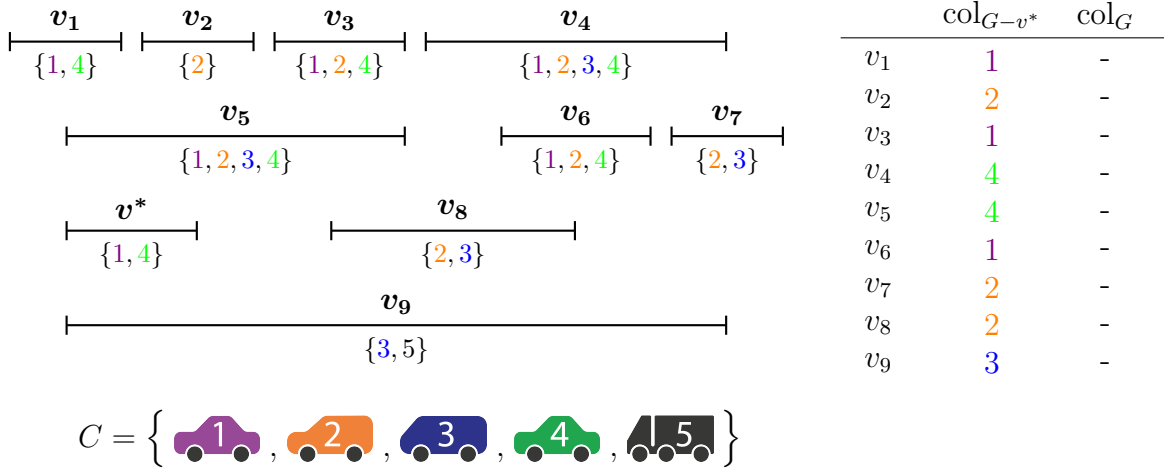 v₁ v₂ v₃ v₄
{1, 4} {2} {1, 2, 4} {1, 2, 3, 4}
v₅ v₆ v₇
{1, 2, 3, 4} {1, 2, 4} {2, 3}
v* v₈
{1, 4} {2, 3}
v₉
{3, 5}
C = { 1 , 2 , 3 , 4 , 5 }
col_{G−v*} col_G
v₁ 1 -
v₂ 2 -
v₃ 1 -
v₄ 4 -
v₅ 4 -
v₆ 1 -
v₇ 2 -
v₈ 2 -
v₉ 3 -